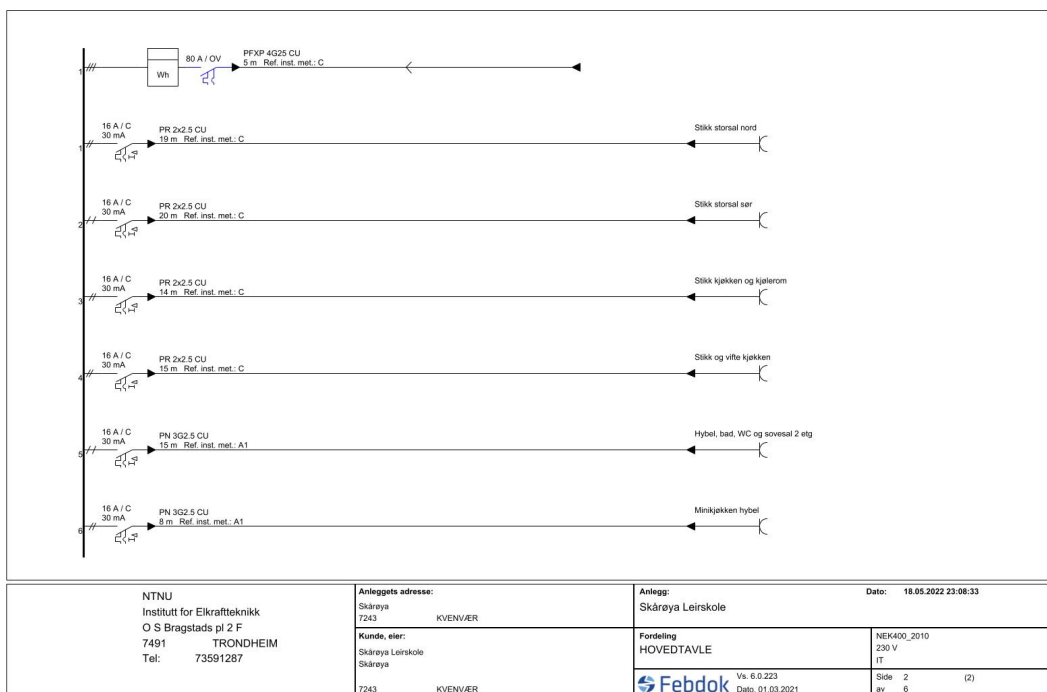 80 A / OV
PFXP 4G25 CU
5 m Ref. inst. met.: C
1
Wh
16 A / C
30 mA
PR 2x2.5 CU
19 m Ref. inst. met.: C
Stikk storsal nord
1
16 A / C
30 mA
PR 2x2.5 CU
20 m Ref. inst. met.: C
Stikk storsal sør
2
16 A / C
30 mA
PR 2x2.5 CU
14 m Ref. inst. met.: C
Stikk kjøkken og kjølerom
3
16 A / C
30 mA
PR 2x2.5 CU
15 m Ref. inst. met.: C
Stikk og vifte kjøkken
4
16 A / C
30 mA
PN 3G2.5 CU
15 m Ref. inst. met.: A1
Hybel, bad, WC og sovesal 2 etg
5
16 A / C
30 mA
PN 3G2.5 CU
8 m Ref. inst. met.: A1
Minikjøkken hybel
6
NTNU
Institutt for Elkraftteknikk
O S Bragstads pl 2 F
7491 TRONDHEIM
Tel: 73591287
Anleggets adresse:
Skårøya
7243 KVENVÆR
Kunde, eier:
Skårøya Leirskole
Skårøya
7243 KVENVÆR
Anlegg:
Skårøya Leirskole
Dato: 18.05.2022 23:08:33
Fordeling
HOVEDTAVLE
NEK400_2010
230 V
IT
Febdok
Vs. 6.0.223
Dato. 01.03.2021
Side 2 (2)
av 6